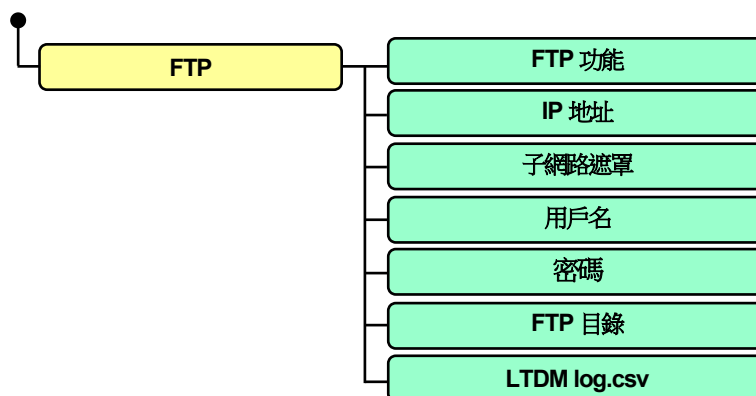 FTP
FTP 功能
IP 地址
子網路遮罩
用戶名
密碼
FTP 目錄
LTDM log.csv